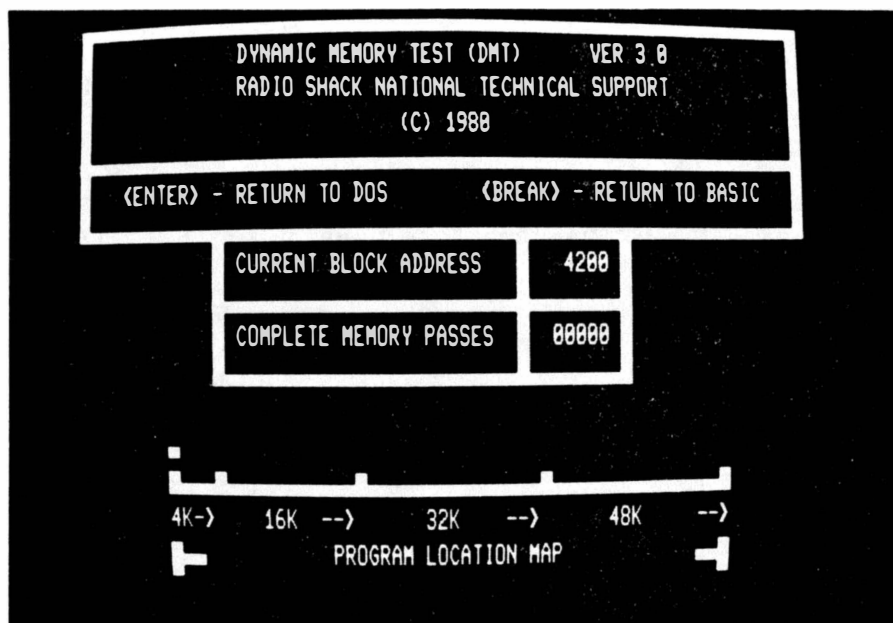 DYNAMIC MEMORY TEST (DMT) VER 3.0
RADIO SHACK NATIONAL TECHNICAL SUPPORT
(C) 1980
<ENTER> - RETURN TO DOS <BREAK> - RETURN TO BASIC
CURRENT BLOCK ADDRESS 4200
COMPLETE MEMORY PASSES 00000
4K-> 16K --> 32K --> 48K -->
PROGRAM LOCATION MAP